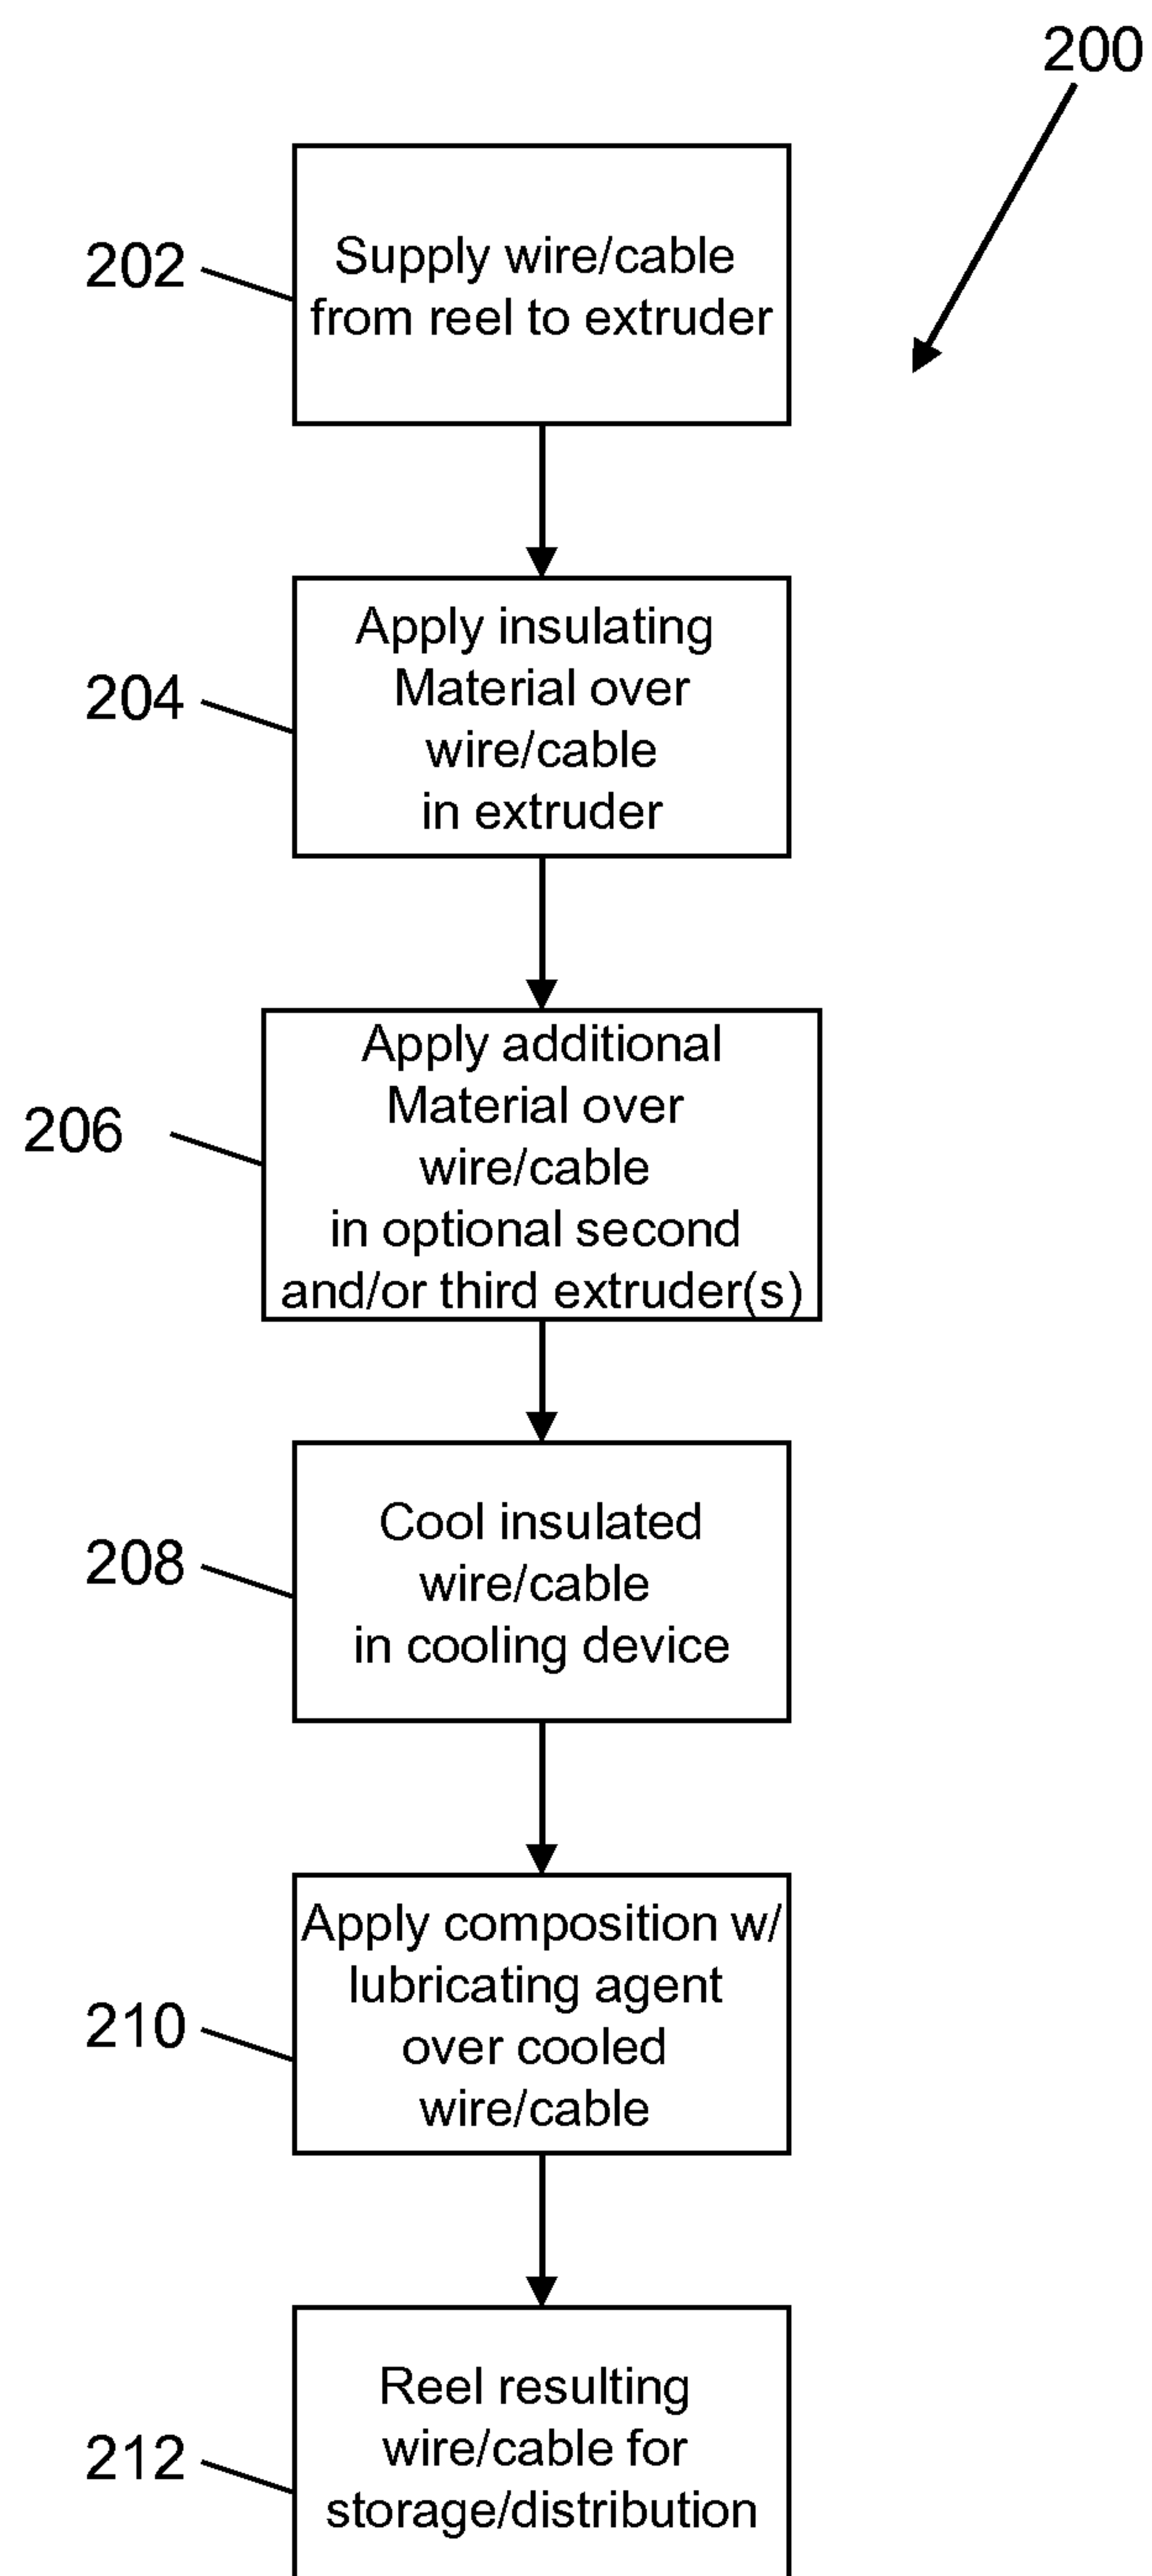 200
202
Supply wire/cable
from reel to extruder
204
Apply insulating
Material over
wire/cable
in extruder
206
Apply additional
Material over
wire/cable
in optional second
and/or third extruder(s)
208
Cool insulated
wire/cable
in cooling device
210
Apply composition w/
lubricating agent
over cooled
wire/cable
212
Reel resulting
wire/cable for
storage/distribution